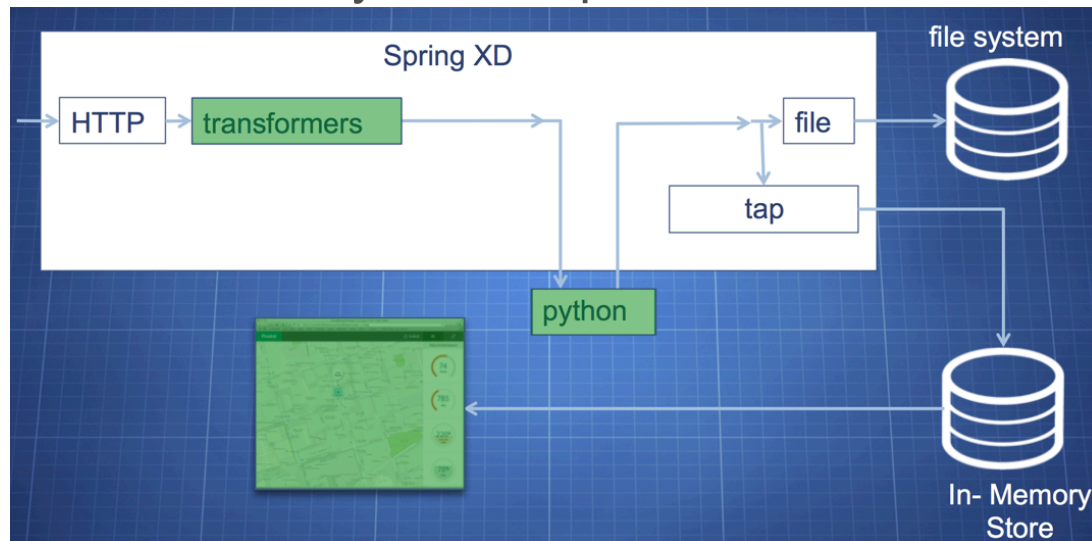 Spring XD
file system
HTTP
transformers
file
tap
python
In- Memory
Store